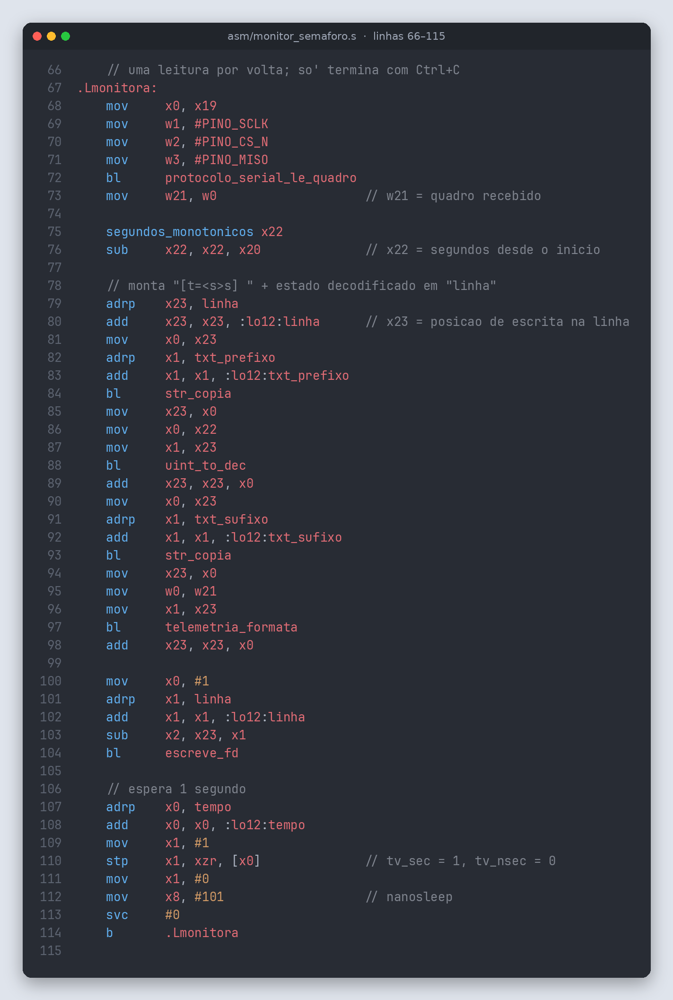 asm/monitor_semaforo.s · linhas 66–115
66 // uma leitura por volta; so' termina com Ctrl+C
67 .Lmonitora:
68 mov x0, x19
69 mov w1, #PINO_SCLK
70 mov w2, #PINO_CS_N
71 mov w3, #PINO_MISO
72 bl protocolo_serial_le_quadro
73 mov w21, w0 // w21 = quadro recebido
74
75 segundos_monotonicos x22
76 sub x22, x22, x20 // x22 = segundos desde o inicio
77
78 // monta "[t=<s>s] " + estado decodificado em "linha"
79 adrp x23, linha
80 add x23, x23, :lo12:linha // x23 = posicao de escrita na linha
81 mov x0, x23
82 adrp x1, txt_prefixo
83 add x1, x1, :lo12:txt_prefixo
84 bl str_copia
85 mov x23, x0
86 mov x0, x22
87 mov x1, x23
88 bl uint_to_dec
89 add x23, x23, x0
90 mov x0, x23
91 adrp x1, txt_sufixo
92 add x1, x1, :lo12:txt_sufixo
93 bl str_copia
94 mov x23, x0
95 mov w0, w21
96 mov x1, x23
97 bl telemetria_formata
98 add x23, x23, x0
99
100 mov x0, #1
101 adrp x1, linha
102 add x1, x1, :lo12:linha
103 sub x2, x23, x1
104 bl escreve_fd
105
106 // espera 1 segundo
107 adrp x0, tempo
108 add x0, x0, :lo12:tempo
109 mov x1, #1
110 stp x1, xzr, [x0] // tv_sec = 1, tv_nsec = 0
111 mov x1, #0
112 mov x8, #101 // nanosleep
113 svc #0
114 b .Lmonitora
115